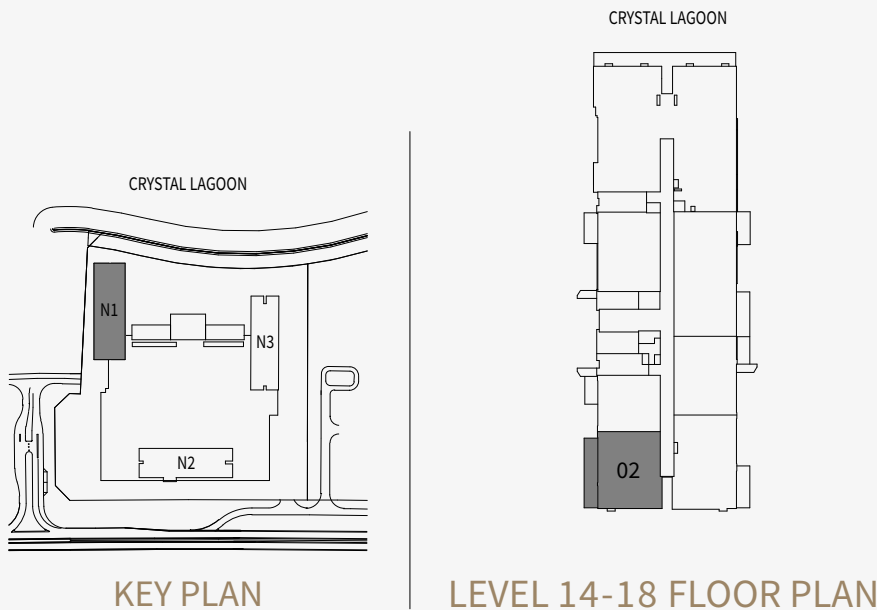 CRYSTAL LAGOON
N1
N3
N2
KEY PLAN
CRYSTAL LAGOON
02
LEVEL 14-18 FLOOR PLAN